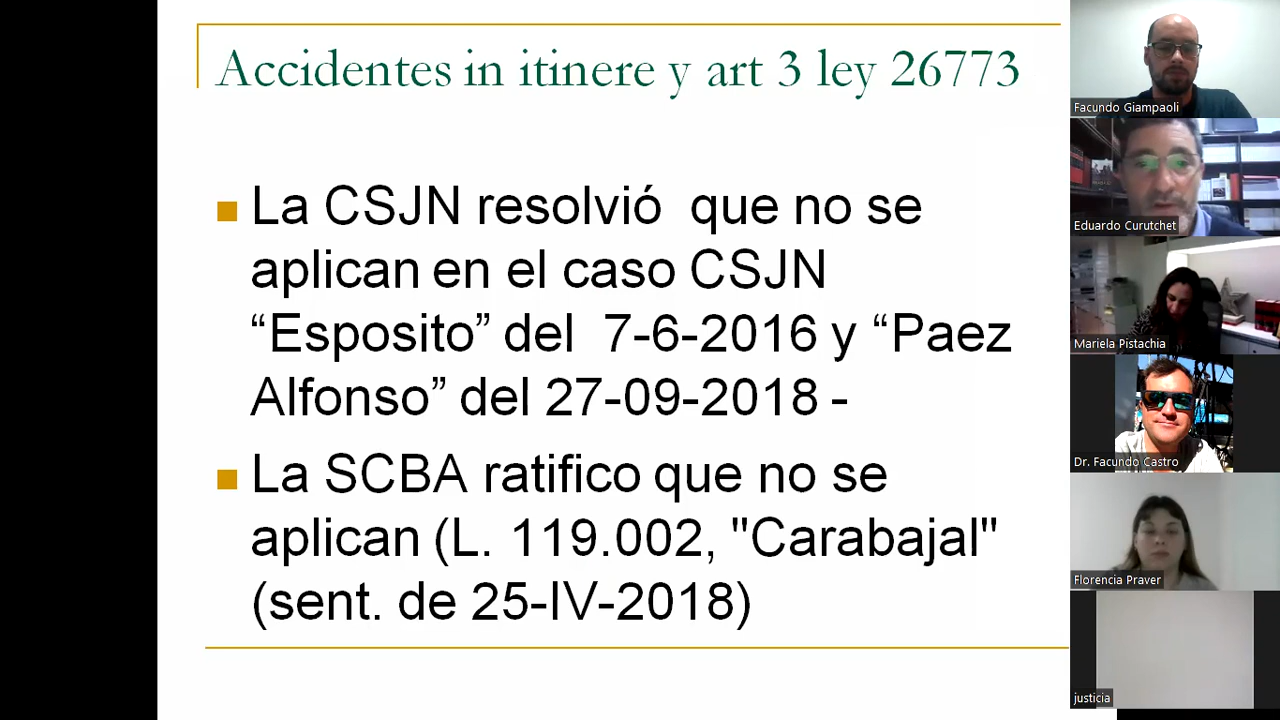 Accidentes in itinere y art 3 ley 26773
La CSJN resolvió que no se
aplican en el caso CSJN
“Esposito” del 7-6-2016 y “Paez
Alfonso” del 27-09-2018 -
La SCBA ratifico que no se
aplican (L. 119.002, "Carabajal"
(sent. de 25-IV-2018)
Facundo Giampaoli
Eduardo Curutchet
Mariela Pistachia
Dr. Facundo Castro
Florencia Praver
justicia